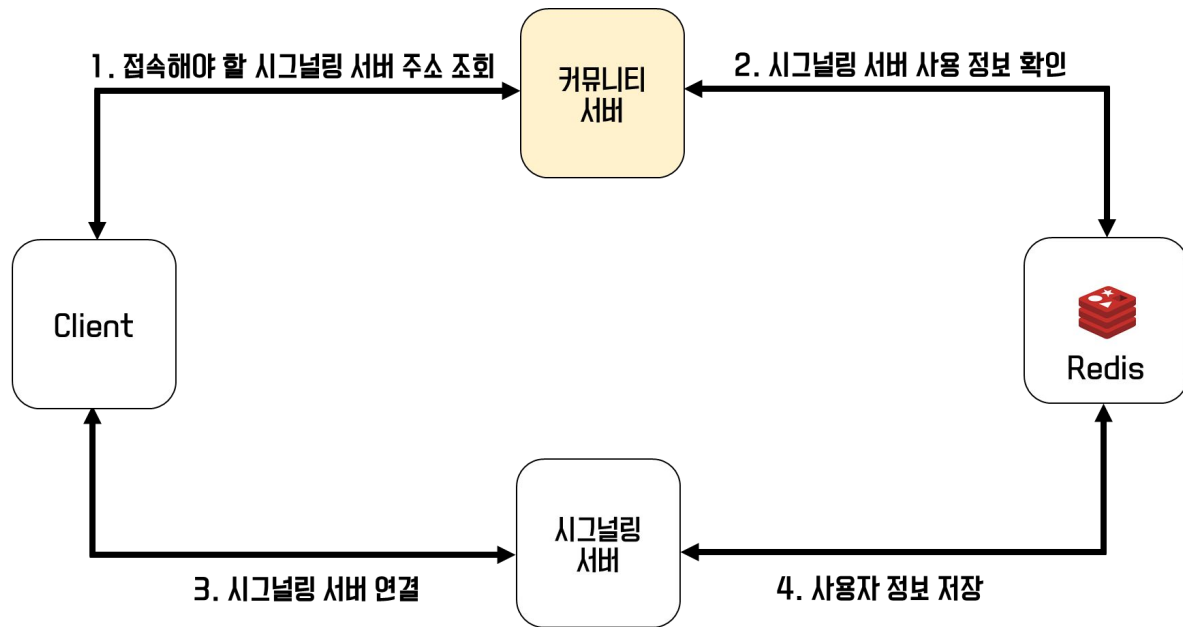 1. 접속해야 할 시그널링 서버 주소 조회
커뮤니티
서버
2. 시그널링 서버 사용 정보 확인
Client
Redis
시그널링
서버
3. 시그널링 서버 연결
4. 사용자 정보 저장